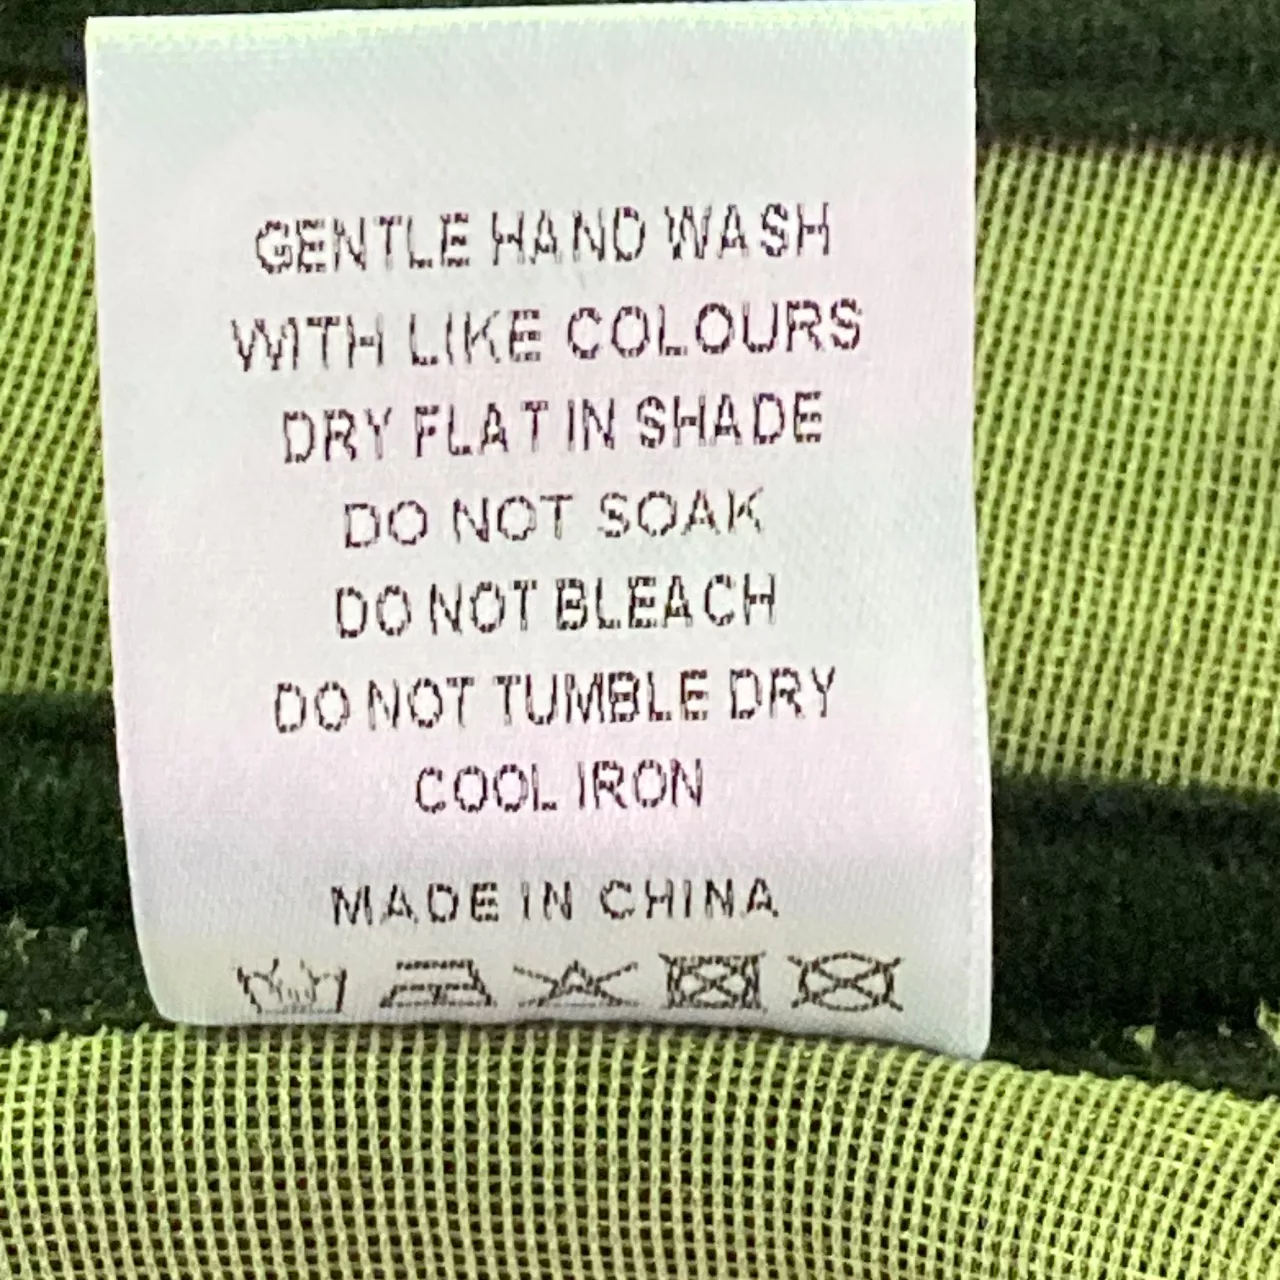 GENTLE HAND WASH
WITH LIKE COLOURS
DRY FLAT IN SHADE
DO NOT SOAK
DO NOT BLEACH
DO NOT TUMBLE DRY
COOL IRON
MADE IN CHINA